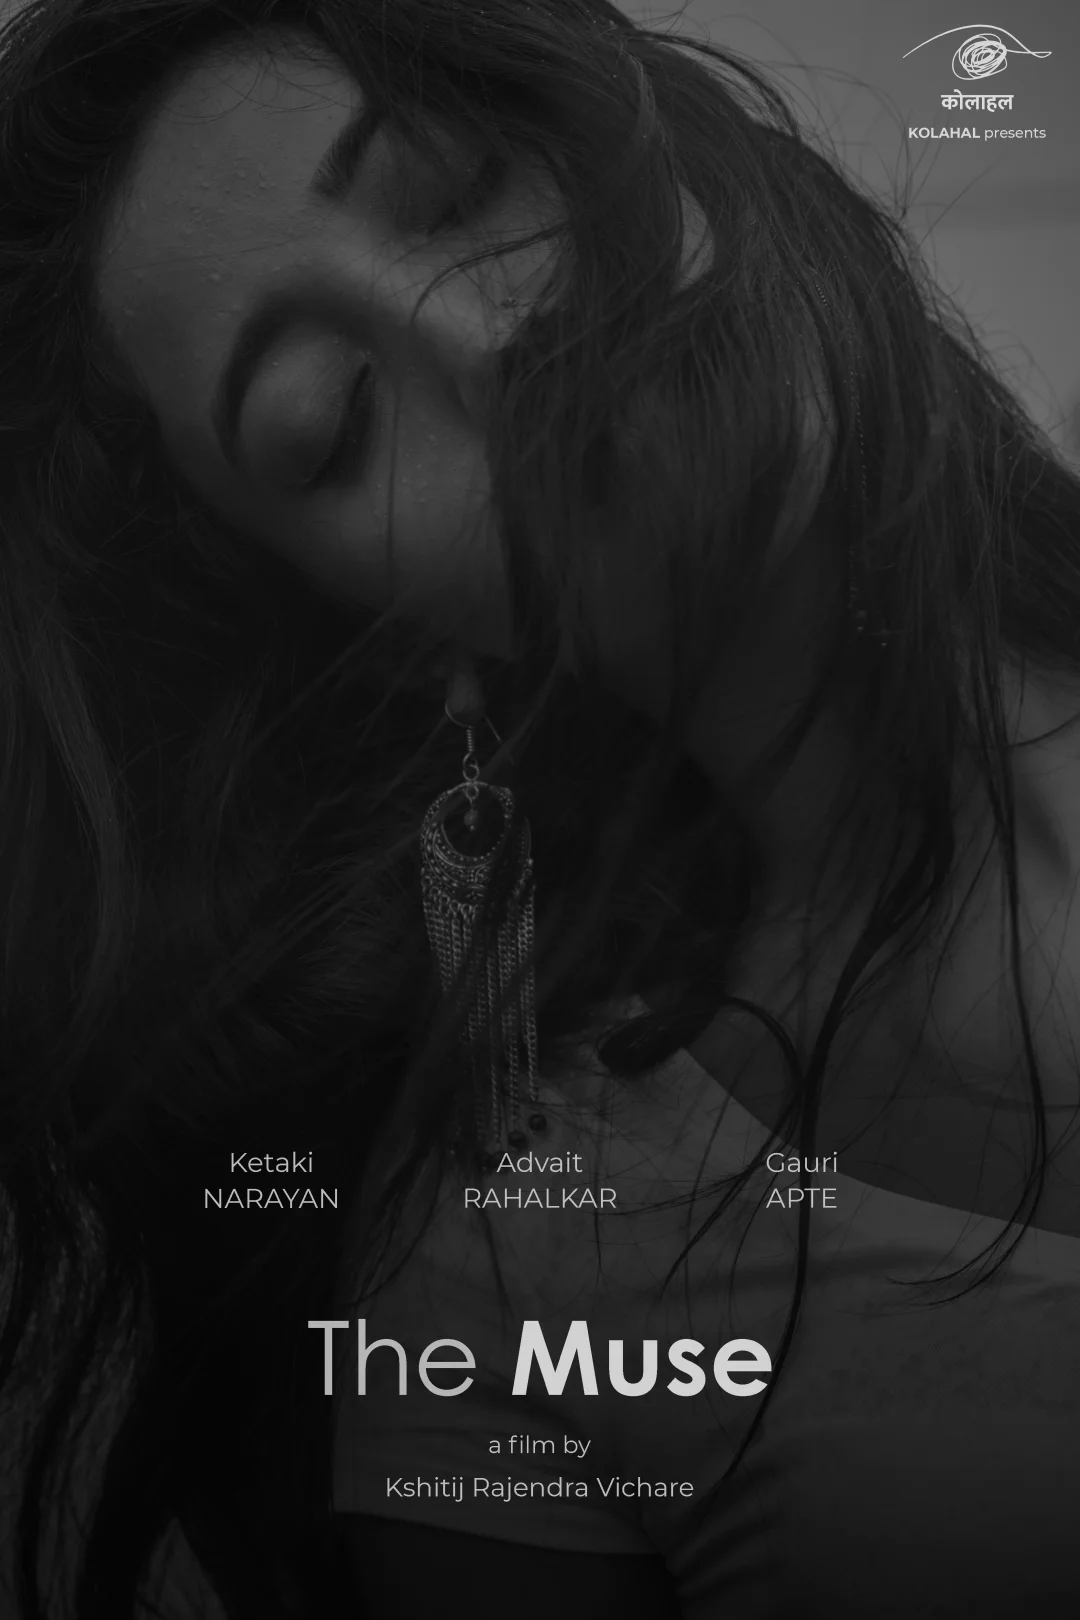 कोलाहल
KOLAHAL presents
Ketaki
NARAYAN
Advait
RAHALKAR
Gauri
APTE
The Muse
a film by
Kshitij Rajendra Vichare